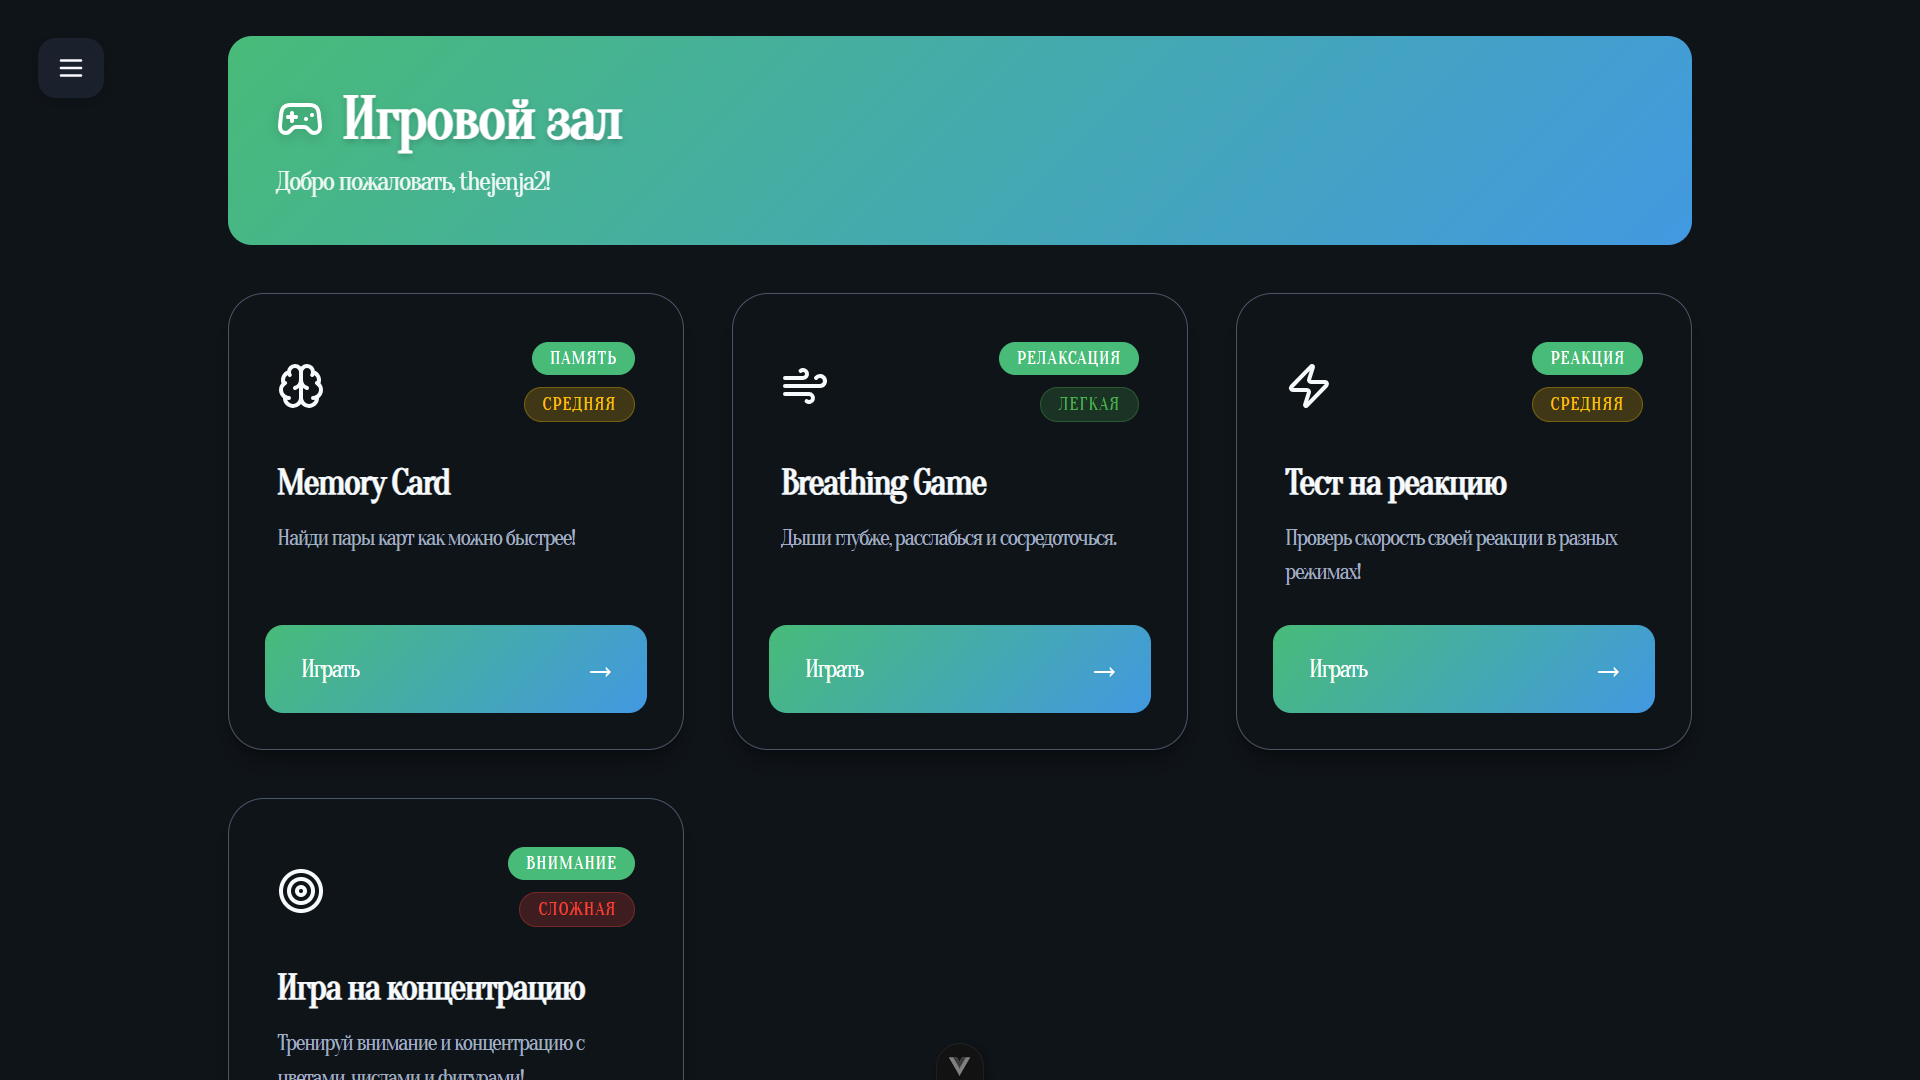 Игровой зал
Добро пожаловать, thejenja2!
ПАМЯТЬ
СРЕДНЯЯ
Memory Card
Найди пары карт как можно быстрее!
Играть →
РЕЛАКСАЦИЯ
ЛЕГКАЯ
Breathing Game
Дыши глубже, расслабься и сосредоточься.
Играть →
РЕАКЦИЯ
СРЕДНЯЯ
Тест на реакцию
Проверь скорость своей реакции в разных
режимах!
Играть →
ВНИМАНИЕ
СЛОЖНАЯ
Игра на концентрацию
Тренируй внимание и концентрацию с
цветами, числами и фигурами!